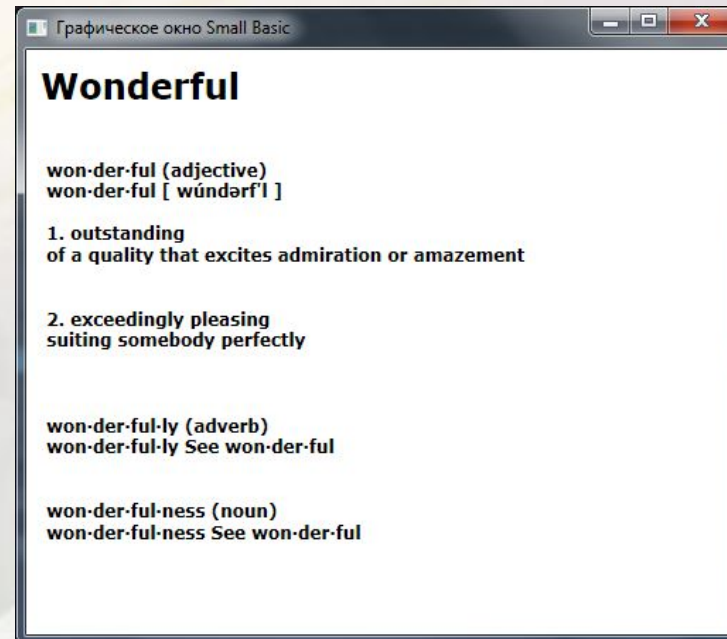 Графическое окно Small Basic
Wonderful
won·der·ful (adjective)
won·der·ful [ wúndərf'l ]
1. outstanding
of a quality that excites admiration or amazement
2. exceedingly pleasing
suiting somebody perfectly
won·der·ful·ly (adverb)
won·der·ful·ly See won·der·ful
won·der·ful·ness (noun)
won·der·ful·ness See won·der·ful